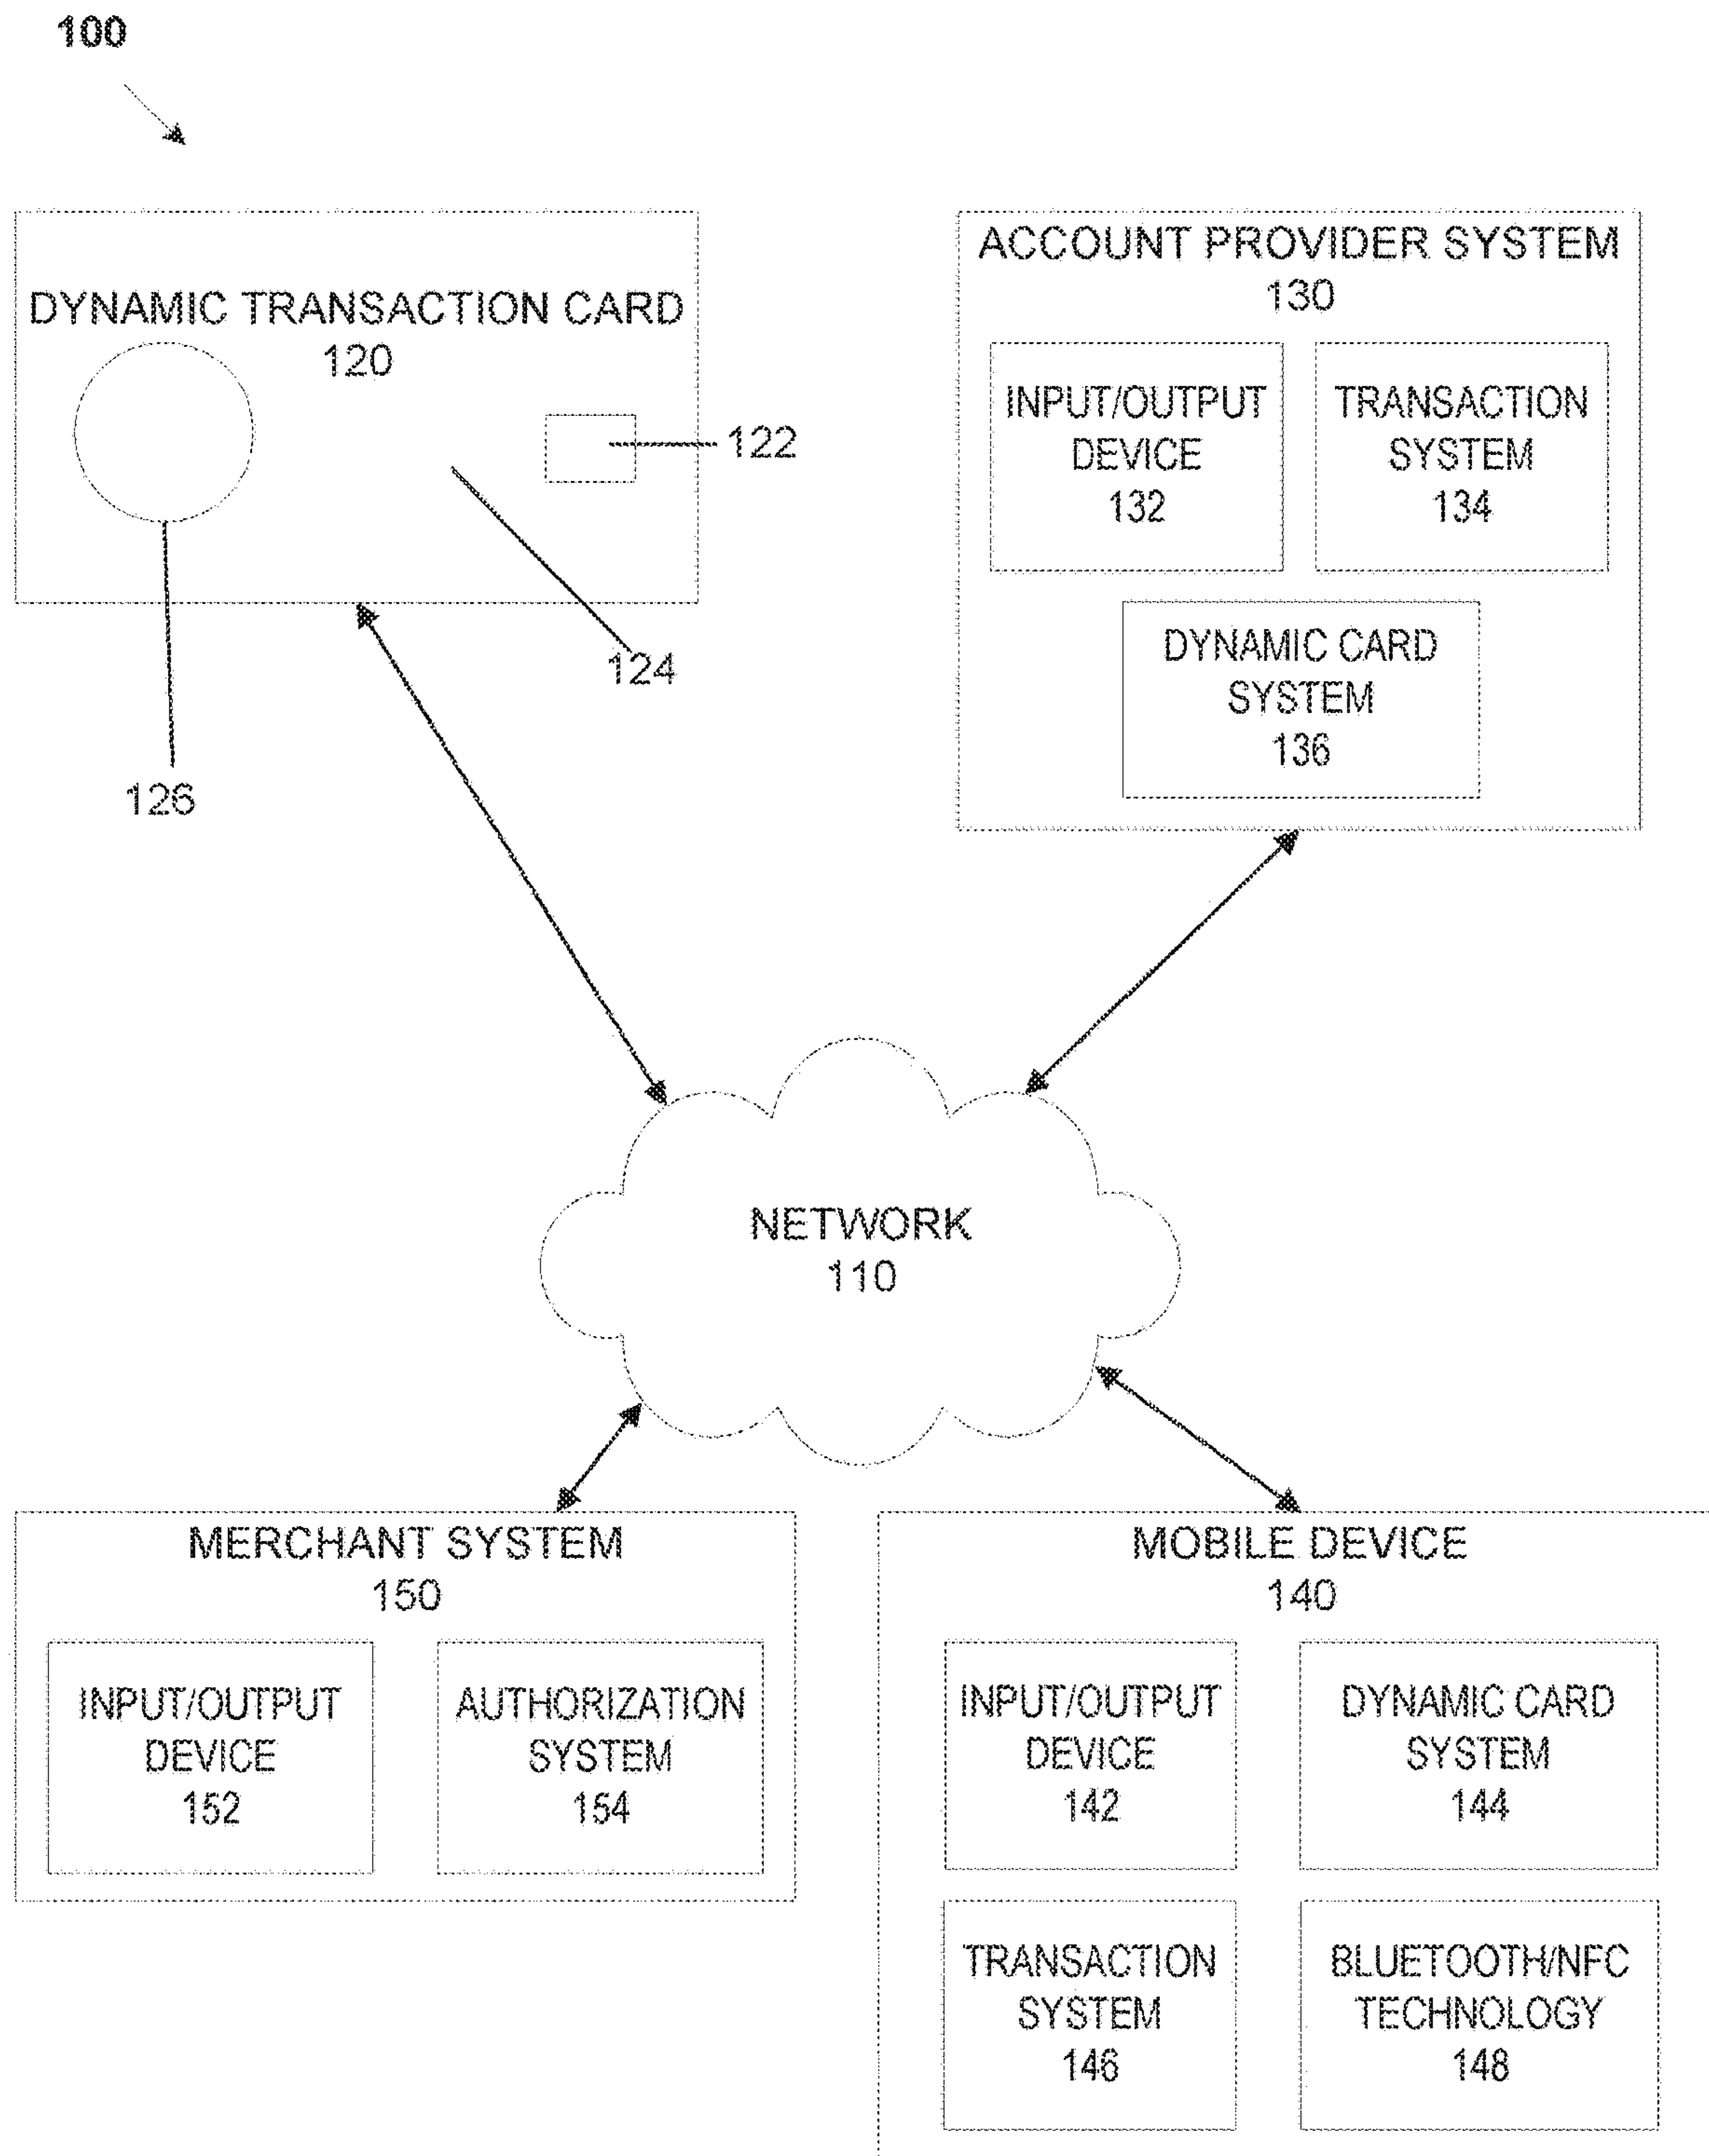 100
DYNAMIC TRANSACTION CARD
120
122
124
126
ACCOUNT PROVIDER SYSTEM
130
INPUT/OUTPUT
DEVICE
132
TRANSACTION
SYSTEM
134
DYNAMIC CARD
SYSTEM
136
NETWORK
110
MERCHANT SYSTEM
150
INPUT/OUTPUT
DEVICE
152
AUTHORIZATION
SYSTEM
154
MOBILE DEVICE
140
INPUT/OUTPUT
DEVICE
142
DYNAMIC CARD
SYSTEM
144
TRANSACTION
SYSTEM
146
BLUETOOTH/NFC
TECHNOLOGY
148